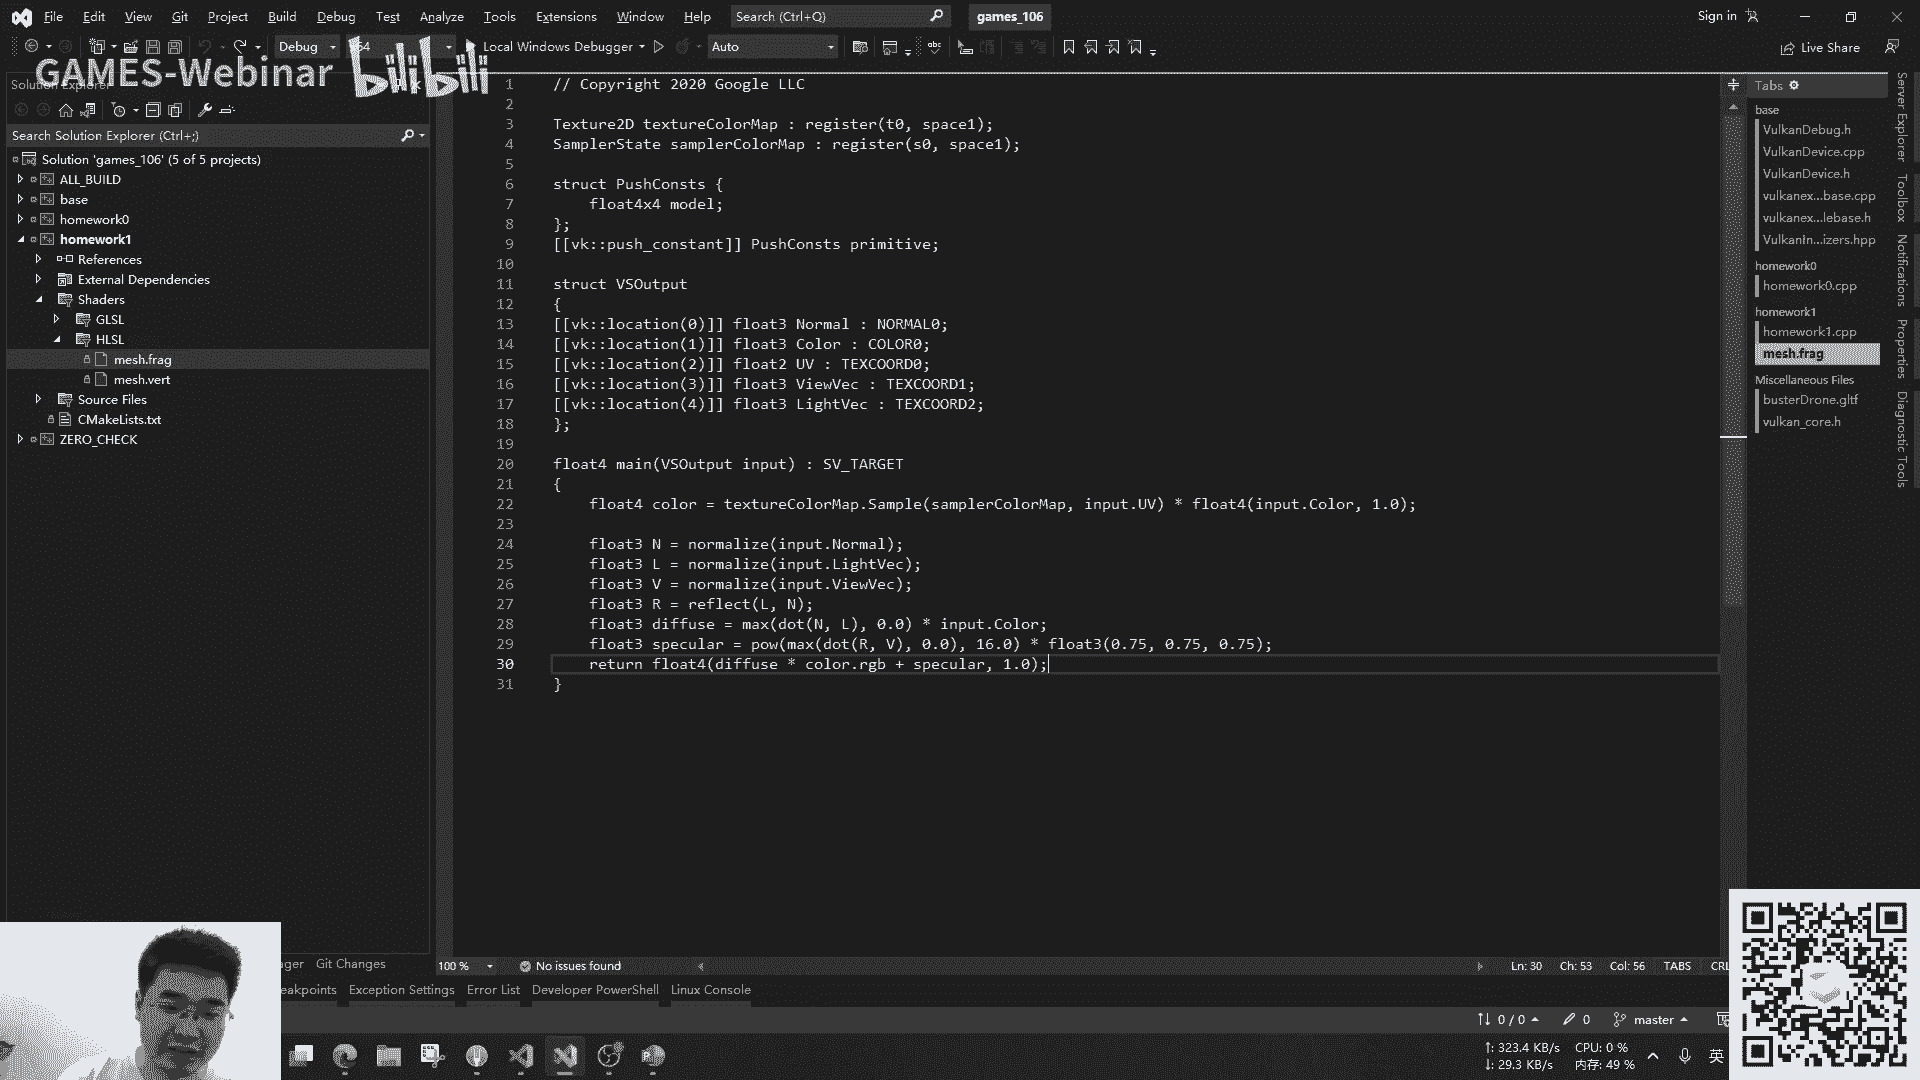 File Edit View Git Project Build Debug Test Analyze Tools Extensions Window Help Search (Ctrl+Q) games_106 Sign in
Debug Local Windows Debugger Auto Live Share
GAMES-Webinar bilibili
Search Solution Explorer (Ctrl+;)
Solution 'games_106' (5 of 5 projects)
ALL_BUILD
base
homework0
homework1
References
External Dependencies
Shaders
GLSL
HLSL
mesh.frag
mesh.vert
Source Files
CMakeLists.txt
ZERO_CHECK
1 // Copyright 2020 Google LLC
2
3 Texture2D textureColorMap : register(t0, space1);
4 SamplerState samplerColorMap : register(s0, space1);
5
6 struct PushConsts {
7 float4x4 model;
8 };
9 [[vk::push_constant]] PushConsts primitive;
10
11 struct VSOutput
12 {
13 [[vk::location(0)]] float3 Normal : NORMAL0;
14 [[vk::location(1)]] float3 Color : COLOR0;
15 [[vk::location(2)]] float2 UV : TEXCOORD0;
16 [[vk::location(3)]] float3 ViewVec : TEXCOORD1;
17 [[vk::location(4)]] float3 LightVec : TEXCOORD2;
18 };
19
20 float4 main(VSOutput input) : SV_TARGET
21 {
22 float4 color = textureColorMap.Sample(samplerColorMap, input.UV) * float4(input.Color, 1.0);
23
24 float3 N = normalize(input.Normal);
25 float3 L = normalize(input.LightVec);
26 float3 V = normalize(input.ViewVec);
27 float3 R = reflect(L, N);
28 float3 diffuse = max(dot(N, L), 0.0) * input.Color;
29 float3 specular = pow(max(dot(R, V), 0.0), 16.0) * float3(0.75, 0.75, 0.75);
30 return float4(diffuse * color.rgb + specular, 1.0);
31 }
Tabs
base
VulkanDebug.h
VulkanDevice.cpp
VulkanDevice.h
vulkanex...base.cpp
vulkanex...lebase.h
VulkanIn...izers.hpp
homework0
homework0.cpp
homework1
homework1.cpp
mesh.frag
Miscellaneous Files
busterDrone.gltf
vulkan_core.h
Server Explorer
Toolbox
Notifications
Properties
Diagnostic Tools
ager Git Changes
100 % No issues found Ln: 30 Ch: 53 Col: 56 TABS CRL
eakpoints Exception Settings Error List Developer PowerShell Linux Console
0 / 0 0 master
↑: 323.4 KB/s CPU: 0 %
↓: 29.3 KB/s 内存: 49 %
英